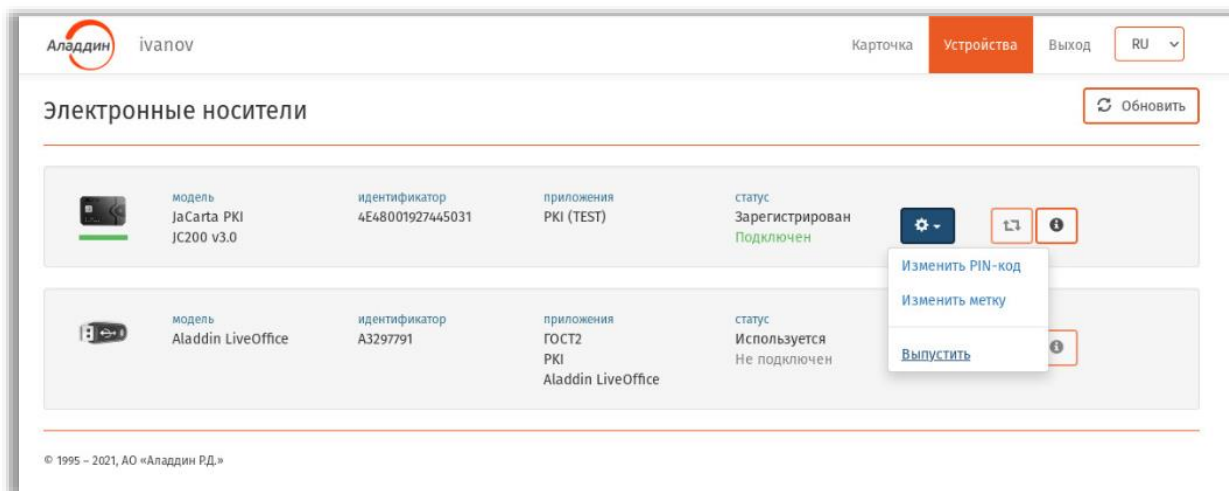 Аладдин ivanov Карточка Устройства Выход RU
Электронные носители Обновить
модель идентификатор приложения статус
JaCarta PKI 4E48001927445031 PKI (TEST) Зарегистрирован
JC200 v3.0 Подключен
Изменить PIN-код
Изменить метку
Выпустить
модель идентификатор приложения статус
Aladdin LiveOffice A3297791 ГОСТ2 Используется
PKI Не подключен
Aladdin LiveOffice
© 1995 – 2021, АО «Аладдин Р.Д.»